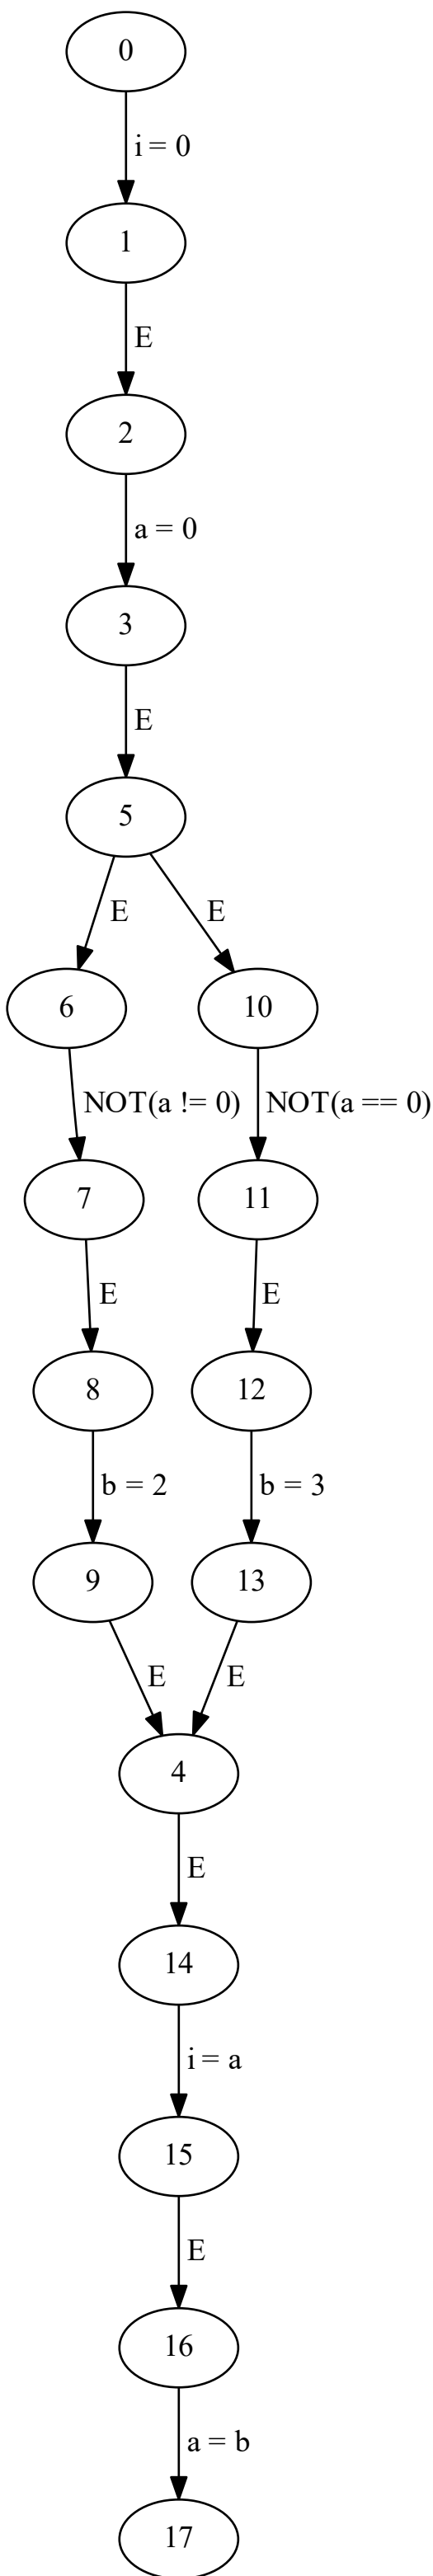 0
i = 0
1
E
2
a = 0
3
E
5
E E
6 10
NOT(a != 0) NOT(a == 0)
7 11
E E
8 12
b = 2 b = 3
9 13
E E
4
E
14
i = a
15
E
16
a = b
17